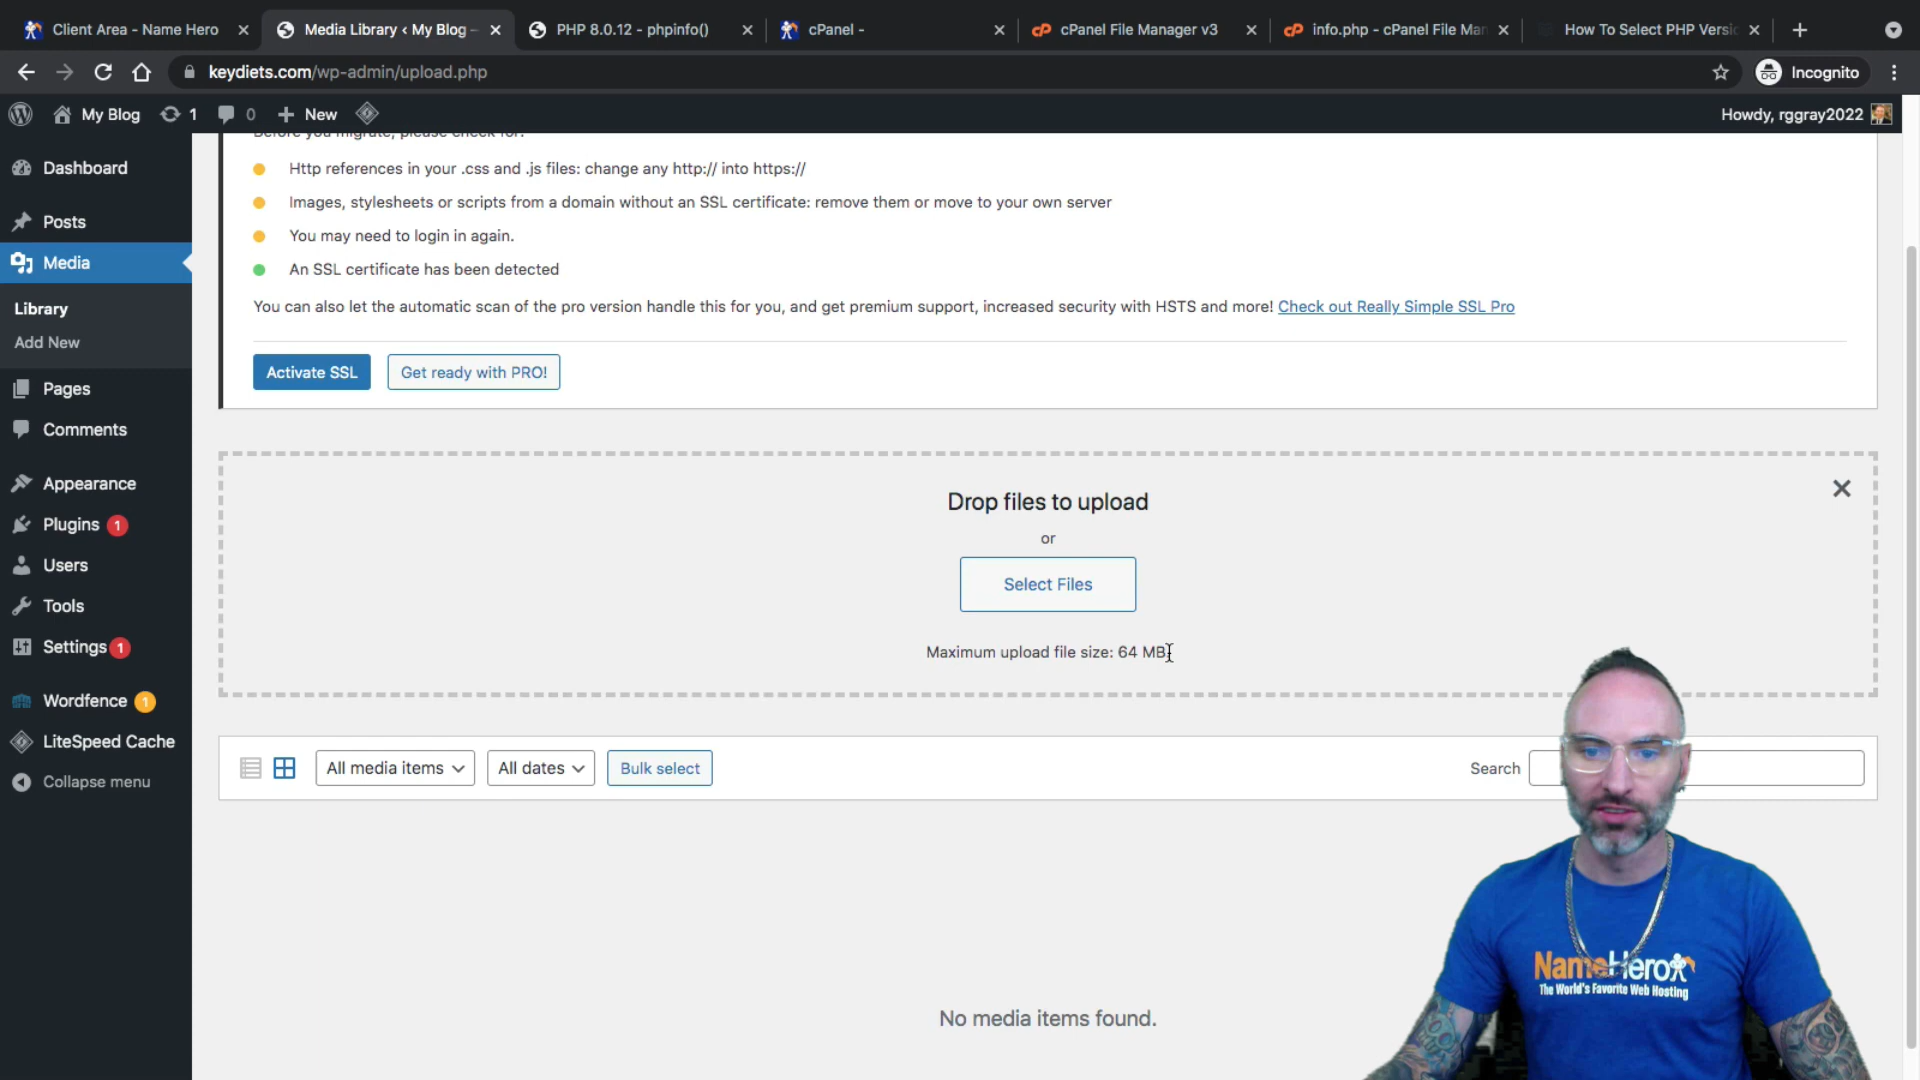 Client Area - Name Hero
Media Library ‹ My Blog –
PHP 8.0.12 - phpinfo()
cPanel -
cPanel File Manager v3
info.php - cPanel File Man
How To Select PHP Versio
keydiets.com/wp-admin/upload.php
Incognito
My Blog
1
0
New
Howdy, rggray2022
Dashboard
Posts
Media
Library
Add New
Pages
Comments
Appearance
Plugins 1
Users
Tools
Settings 1
Wordfence 1
LiteSpeed Cache
Collapse menu
Before you migrate, please check for:
Http references in your .css and .js files: change any http:// into https://
Images, stylesheets or scripts from a domain without an SSL certificate: remove them or move to your own server
You may need to login in again.
An SSL certificate has been detected
You can also let the automatic scan of the pro version handle this for you, and get premium support, increased security with HSTS and more! Check out Really Simple SSL Pro
Activate SSL
Get ready with PRO!
Drop files to upload
or
Select Files
Maximum upload file size: 64 MB.
All media items
All dates
Bulk select
Search
No media items found.
NameHero
The World's Favorite Web Hosting